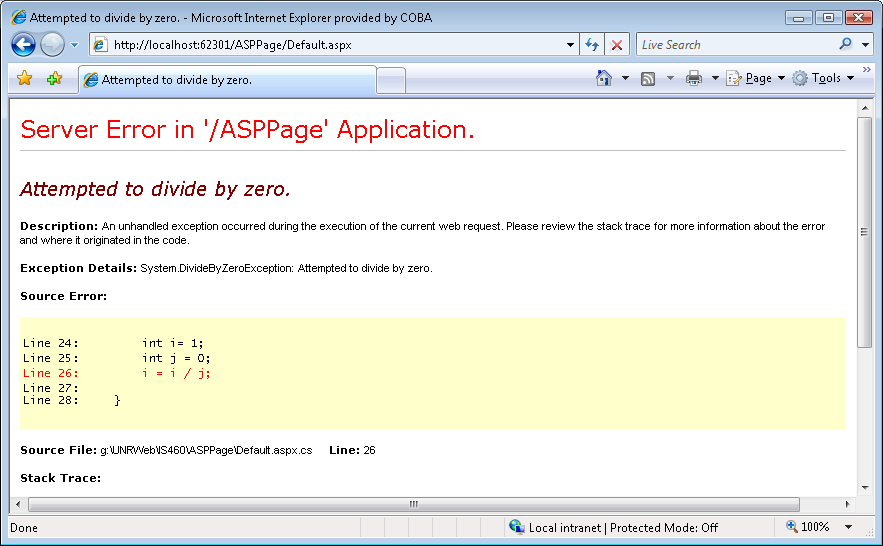 Attempted to divide by zero. - Microsoft Internet Explorer provided by COBA
http://localhost:62301/ASPPage/Default.aspx
Live Search
Attempted to divide by zero.
Page
Tools
Server Error in '/ASPPage' Application.
Attempted to divide by zero.
Description: An unhandled exception occurred during the execution of the current web request. Please review the stack trace for more information about the error
and where it originated in the code.
Exception Details: System.DivideByZeroException: Attempted to divide by zero.
Source Error:
Line 24:         int i= 1;
Line 25:         int j = 0;
Line 26:         i = i / j;
Line 27:
Line 28:     }
Source File: g:\UNRWeb\IS460\ASPPage\Default.aspx.cs    Line: 26
Stack Trace:
Done
Local intranet | Protected Mode: Off
100%